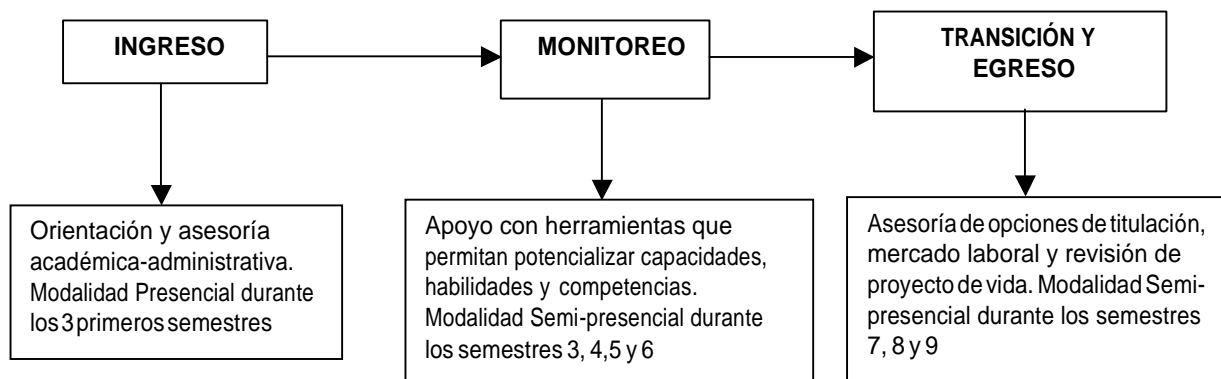 INGRESO
MONITOREO
TRANSICIÓN Y
EGRESO
Orientación y asesoría
académica-administrativa.
Modalidad Presencial durante
los 3 primeros semestres
Apoyo con herramientas que
permitan potencializar capacidades,
habilidades y competencias.
Modalidad Semi-presencial durante
los semestres 3, 4,5 y 6
Asesoría de opciones de titulación,
mercado laboral y revisión de
proyecto de vida. Modalidad Semi-
presencial durante los semestres
7, 8 y 9